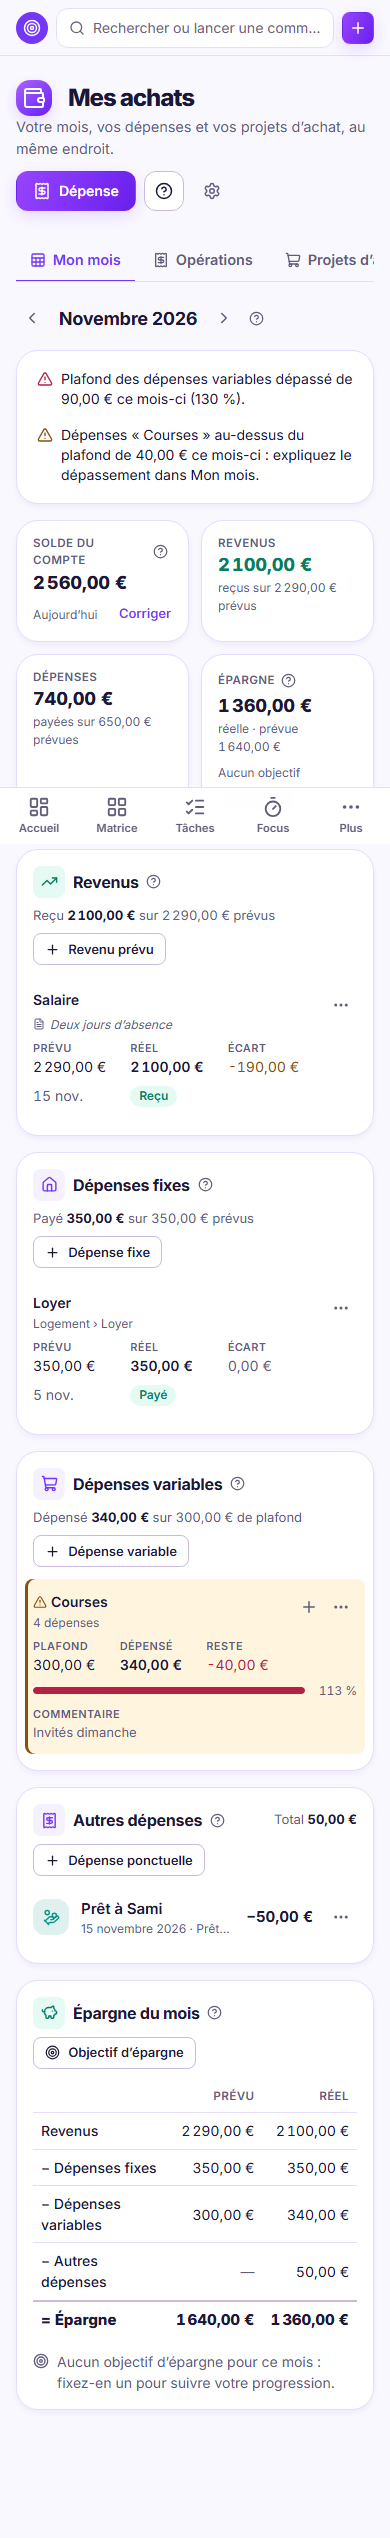 Rechercher ou lancer une comm...
Mes achats
Votre mois, vos dépenses et vos projets d’achat, au
même endroit.
Dépense
Mon mois
Opérations
Projets d’a
Novembre 2026
Plafond des dépenses variables dépassé de
90,00 € ce mois-ci (130 %).
Dépenses « Courses » au-dessus du
plafond de 40,00 € ce mois-ci : expliquez le
dépassement dans Mon mois.
SOLDE DU
COMPTE
2 560,00 €
Aujourd’hui
Corriger
REVENUS
2 100,00 €
reçus sur 2 290,00 €
prévus
DÉPENSES
740,00 €
payées sur 650,00 €
prévues
ÉPARGNE
1 360,00 €
réelle · prévue
1 640,00 €
Aucun objectif
Accueil
Matrice
Tâches
Focus
Plus
Revenus
Reçu 2 100,00 € sur 2 290,00 € prévus
+ Revenu prévu
Salaire
Deux jours d’absence
PRÉVU RÉEL ÉCART
2 290,00 € 2 100,00 € -190,00 €
15 nov. Reçu
Dépenses fixes
Payé 350,00 € sur 350,00 € prévus
+ Dépense fixe
Loyer
Logement › Loyer
PRÉVU RÉEL ÉCART
350,00 € 350,00 € 0,00 €
5 nov. Payé
Dépenses variables
Dépensé 340,00 € sur 300,00 € de plafond
+ Dépense variable
Courses
4 dépenses
PLAFOND DÉPENSÉ RESTE
300,00 € 340,00 € -40,00 €
113 %
COMMENTAIRE
Invités dimanche
Autres dépenses
Total 50,00 €
+ Dépense ponctuelle
Prêt à Sami
−50,00 €
15 novembre 2026 · Prêt...
Épargne du mois
Objectif d’épargne
PRÉVU RÉEL
Revenus 2 290,00 € 2 100,00 €
− Dépenses fixes 350,00 € 350,00 €
− Dépenses
variables 300,00 € 340,00 €
− Autres
dépenses — 50,00 €
= Épargne 1 640,00 € 1 360,00 €
Aucun objectif d’épargne pour ce mois :
fixez-en un pour suivre votre progression.